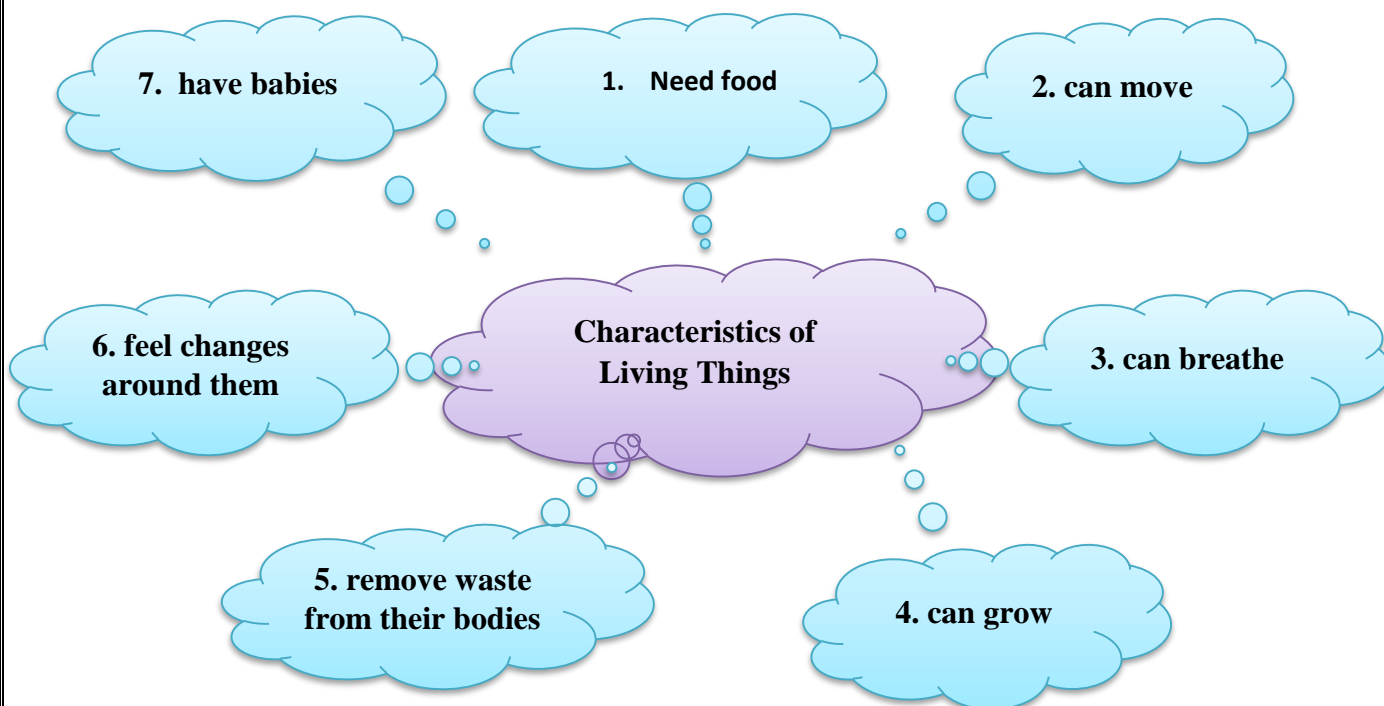 7. have babies
1. Need food
2. can move
Characteristics of
Living Things
6. feel changes
around them
3. can breathe
5. remove waste
from their bodies
4. can grow